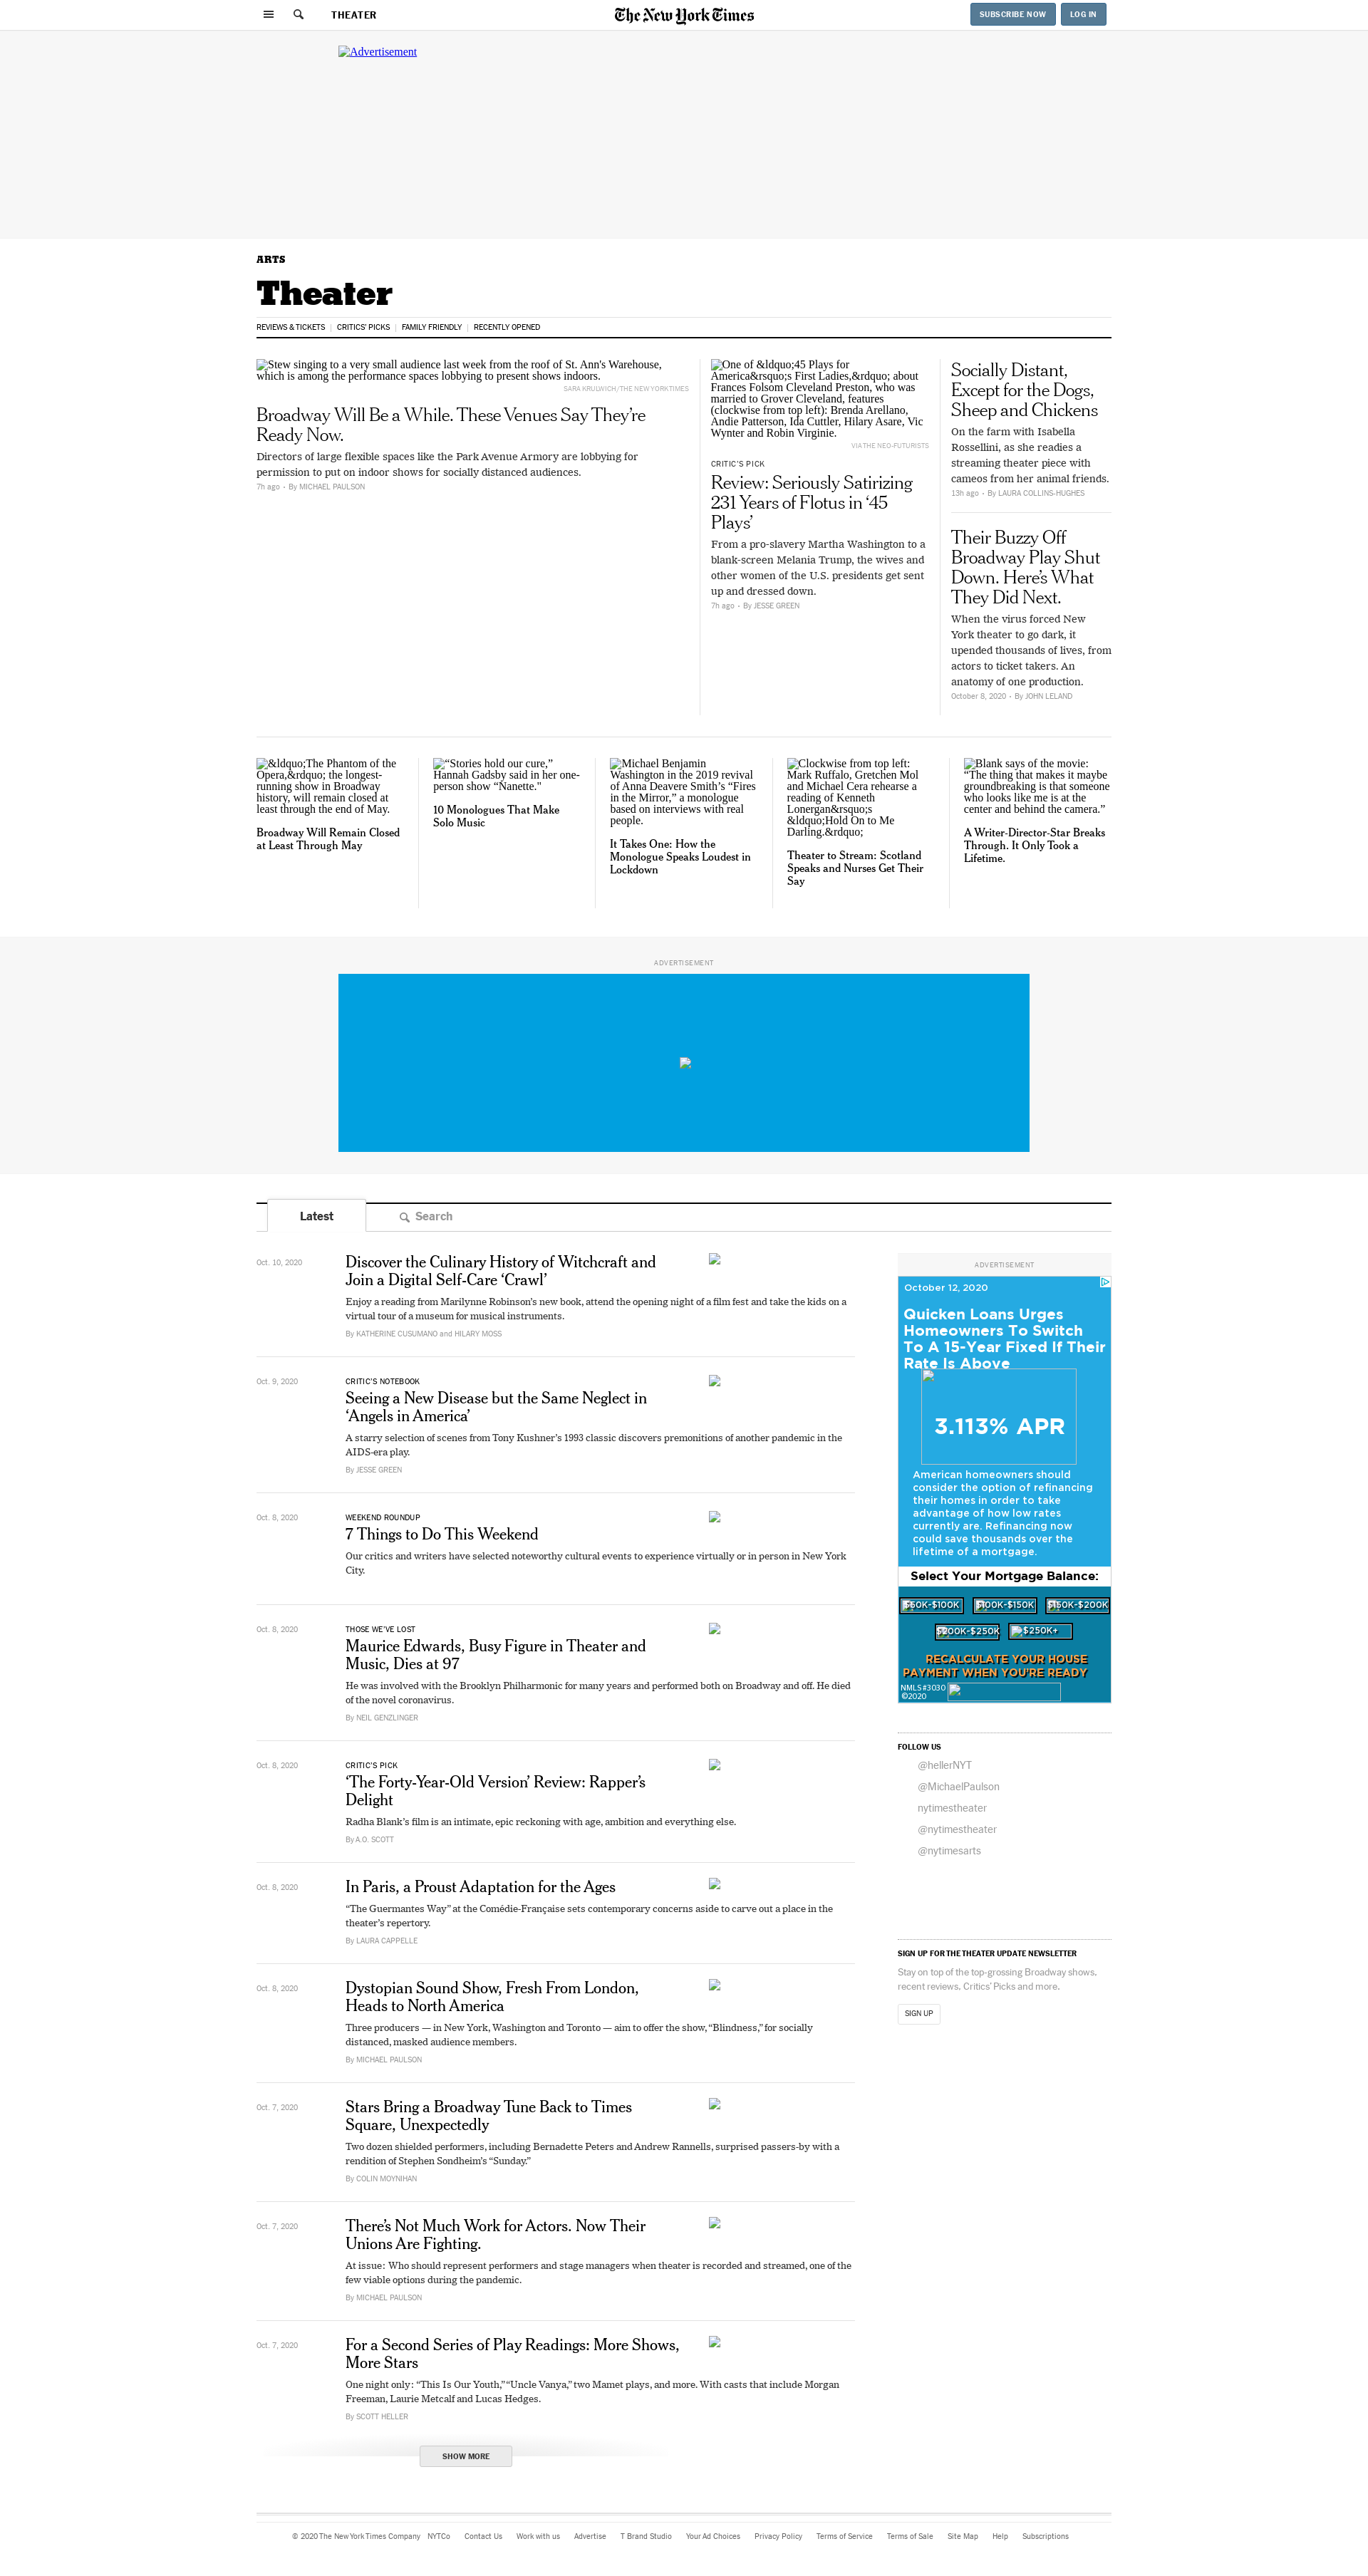 THEATER
The New York Times
SUBSCRIBE NOW
LOG IN
Advertisement
ARTS
Theater
REVIEWS & TICKETS
CRITICS' PICKS
FAMILY FRIENDLY
RECENTLY OPENED
Stew singing to a very small audience last week from the roof of St. Ann's Warehouse,
which is among the performance spaces lobbying to present shows indoors.
SARA KRULWICH/THE NEW YORK TIMES
Broadway Will Be a While. These Venues Say They’re
Ready Now.
Directors of large flexible spaces like the Park Avenue Armory are lobbying for
permission to put on indoor shows for socially distanced audiences.
7h ago • By MICHAEL PAULSON
One of &ldquo;45 Plays for
America&rsquo;s First Ladies,&rdquo; about
Frances Folsom Cleveland Preston, who was
married to Grover Cleveland, features
(clockwise from top left): Brenda Arellano,
Andie Patterson, Ida Cuttler, Hilary Asare, Vic
Wynter and Robin Virginie.
VIA THE NEO-FUTURISTS
CRITIC'S PICK
Review: Seriously Satirizing
231 Years of Flotus in ‘45
Plays’
From a pro-slavery Martha Washington to a
blank-screen Melania Trump, the wives and
other women of the U.S. presidents get sent
up and dressed down.
7h ago • By JESSE GREEN
Socially Distant,
Except for the Dogs,
Sheep and Chickens
On the farm with Isabella
Rossellini, as she readies a
streaming theater piece with
cameos from her animal friends.
13h ago • By LAURA COLLINS-HUGHES
Their Buzzy Off
Broadway Play Shut
Down. Here’s What
They Did Next.
When the virus forced New
York theater to go dark, it
upended thousands of lives, from
actors to ticket takers. An
anatomy of one production.
October 8, 2020 • By JOHN LELAND
&ldquo;The Phantom of the
Opera,&rdquo; the longest-
running show in Broadway
history, will remain closed at
least through the end of May.
Broadway Will Remain Closed
at Least Through May
“Stories hold our cure,”
Hannah Gadsby said in her one-
person show “Nanette."
10 Monologues That Make
Solo Music
Michael Benjamin
Washington in the 2019 revival
of Anna Deavere Smith’s “Fires
in the Mirror,” a monologue
based on interviews with real
people.
It Takes One: How the
Monologue Speaks Loudest in
Lockdown
Clockwise from top left:
Mark Ruffalo, Gretchen Mol
and Michael Cera rehearse a
reading of Kenneth
Lonergan&rsquo;s
&ldquo;Hold On to Me
Darling.&rdquo;
Theater to Stream: Scotland
Speaks and Nurses Get Their
Say
Blank says of the movie:
“The thing that makes it maybe
groundbreaking is that someone
who looks like me is at the
center and behind the camera.”
A Writer-Director-Star Breaks
Through. It Only Took a
Lifetime.
ADVERTISEMENT
Latest
Search
Oct. 10, 2020
Discover the Culinary History of Witchcraft and
Join a Digital Self-Care ‘Crawl’
Enjoy a reading from Marilynne Robinson’s new book, attend the opening night of a film fest and take the kids on a
virtual tour of a museum for musical instruments.
By KATHERINE CUSUMANO and HILARY MOSS
Oct. 9, 2020
CRITIC'S NOTEBOOK
Seeing a New Disease but the Same Neglect in
‘Angels in America’
A starry selection of scenes from Tony Kushner’s 1993 classic discovers premonitions of another pandemic in the
AIDS-era play.
By JESSE GREEN
Oct. 8, 2020
WEEKEND ROUNDUP
7 Things to Do This Weekend
Our critics and writers have selected noteworthy cultural events to experience virtually or in person in New York
City.
Oct. 8, 2020
THOSE WE'VE LOST
Maurice Edwards, Busy Figure in Theater and
Music, Dies at 97
He was involved with the Brooklyn Philharmonic for many years and performed both on Broadway and off. He died
of the novel coronavirus.
By NEIL GENZLINGER
Oct. 8, 2020
CRITIC'S PICK
‘The Forty-Year-Old Version’ Review: Rapper’s
Delight
Radha Blank’s film is an intimate, epic reckoning with age, ambition and everything else.
By A.O. SCOTT
Oct. 8, 2020
In Paris, a Proust Adaptation for the Ages
“The Guermantes Way” at the Comédie-Française sets contemporary concerns aside to carve out a place in the
theater’s repertory.
By LAURA CAPPELLE
Oct. 8, 2020
Dystopian Sound Show, Fresh From London,
Heads to North America
Three producers — in New York, Washington and Toronto — aim to offer the show, “Blindness,” for socially
distanced, masked audience members.
By MICHAEL PAULSON
Oct. 7, 2020
Stars Bring a Broadway Tune Back to Times
Square, Unexpectedly
Two dozen shielded performers, including Bernadette Peters and Andrew Rannells, surprised passers-by with a
rendition of Stephen Sondheim’s “Sunday.”
By COLIN MOYNIHAN
Oct. 7, 2020
There’s Not Much Work for Actors. Now Their
Unions Are Fighting.
At issue: Who should represent performers and stage managers when theater is recorded and streamed, one of the
few viable options during the pandemic.
By MICHAEL PAULSON
Oct. 7, 2020
For a Second Series of Play Readings: More Shows,
More Stars
One night only: “This Is Our Youth,” “Uncle Vanya,” two Mamet plays, and more. With casts that include Morgan
Freeman, Laurie Metcalf and Lucas Hedges.
By SCOTT HELLER
SHOW MORE
ADVERTISEMENT
October 12, 2020
Quicken Loans Urges
Homeowners To Switch
To A 15-Year Fixed If Their
Rate Is Above
3.113% APR
American homeowners should
consider the option of refinancing
their homes in order to take
advantage of how low rates
currently are. Refinancing now
could save thousands over the
lifetime of a mortgage.
Select Your Mortgage Balance:
$50K-$100K
$100K-$150K
$150K-$200K
$200K-$250K
$250K+
RECALCULATE YOUR HOUSE
PAYMENT WHEN YOU'RE READY
NMLS #3030
©2020
FOLLOW US
@hellerNYT
@MichaelPaulson
nytimestheater
@nytimestheater
@nytimesarts
SIGN UP FOR THE THEATER UPDATE NEWSLETTER
Stay on top of the top-grossing Broadway shows,
recent reviews, Critics' Picks and more.
SIGN UP
© 2020 The New York Times Company
NYTCo
Contact Us
Work with us
Advertise
T Brand Studio
Your Ad Choices
Privacy Policy
Terms of Service
Terms of Sale
Site Map
Help
Subscriptions